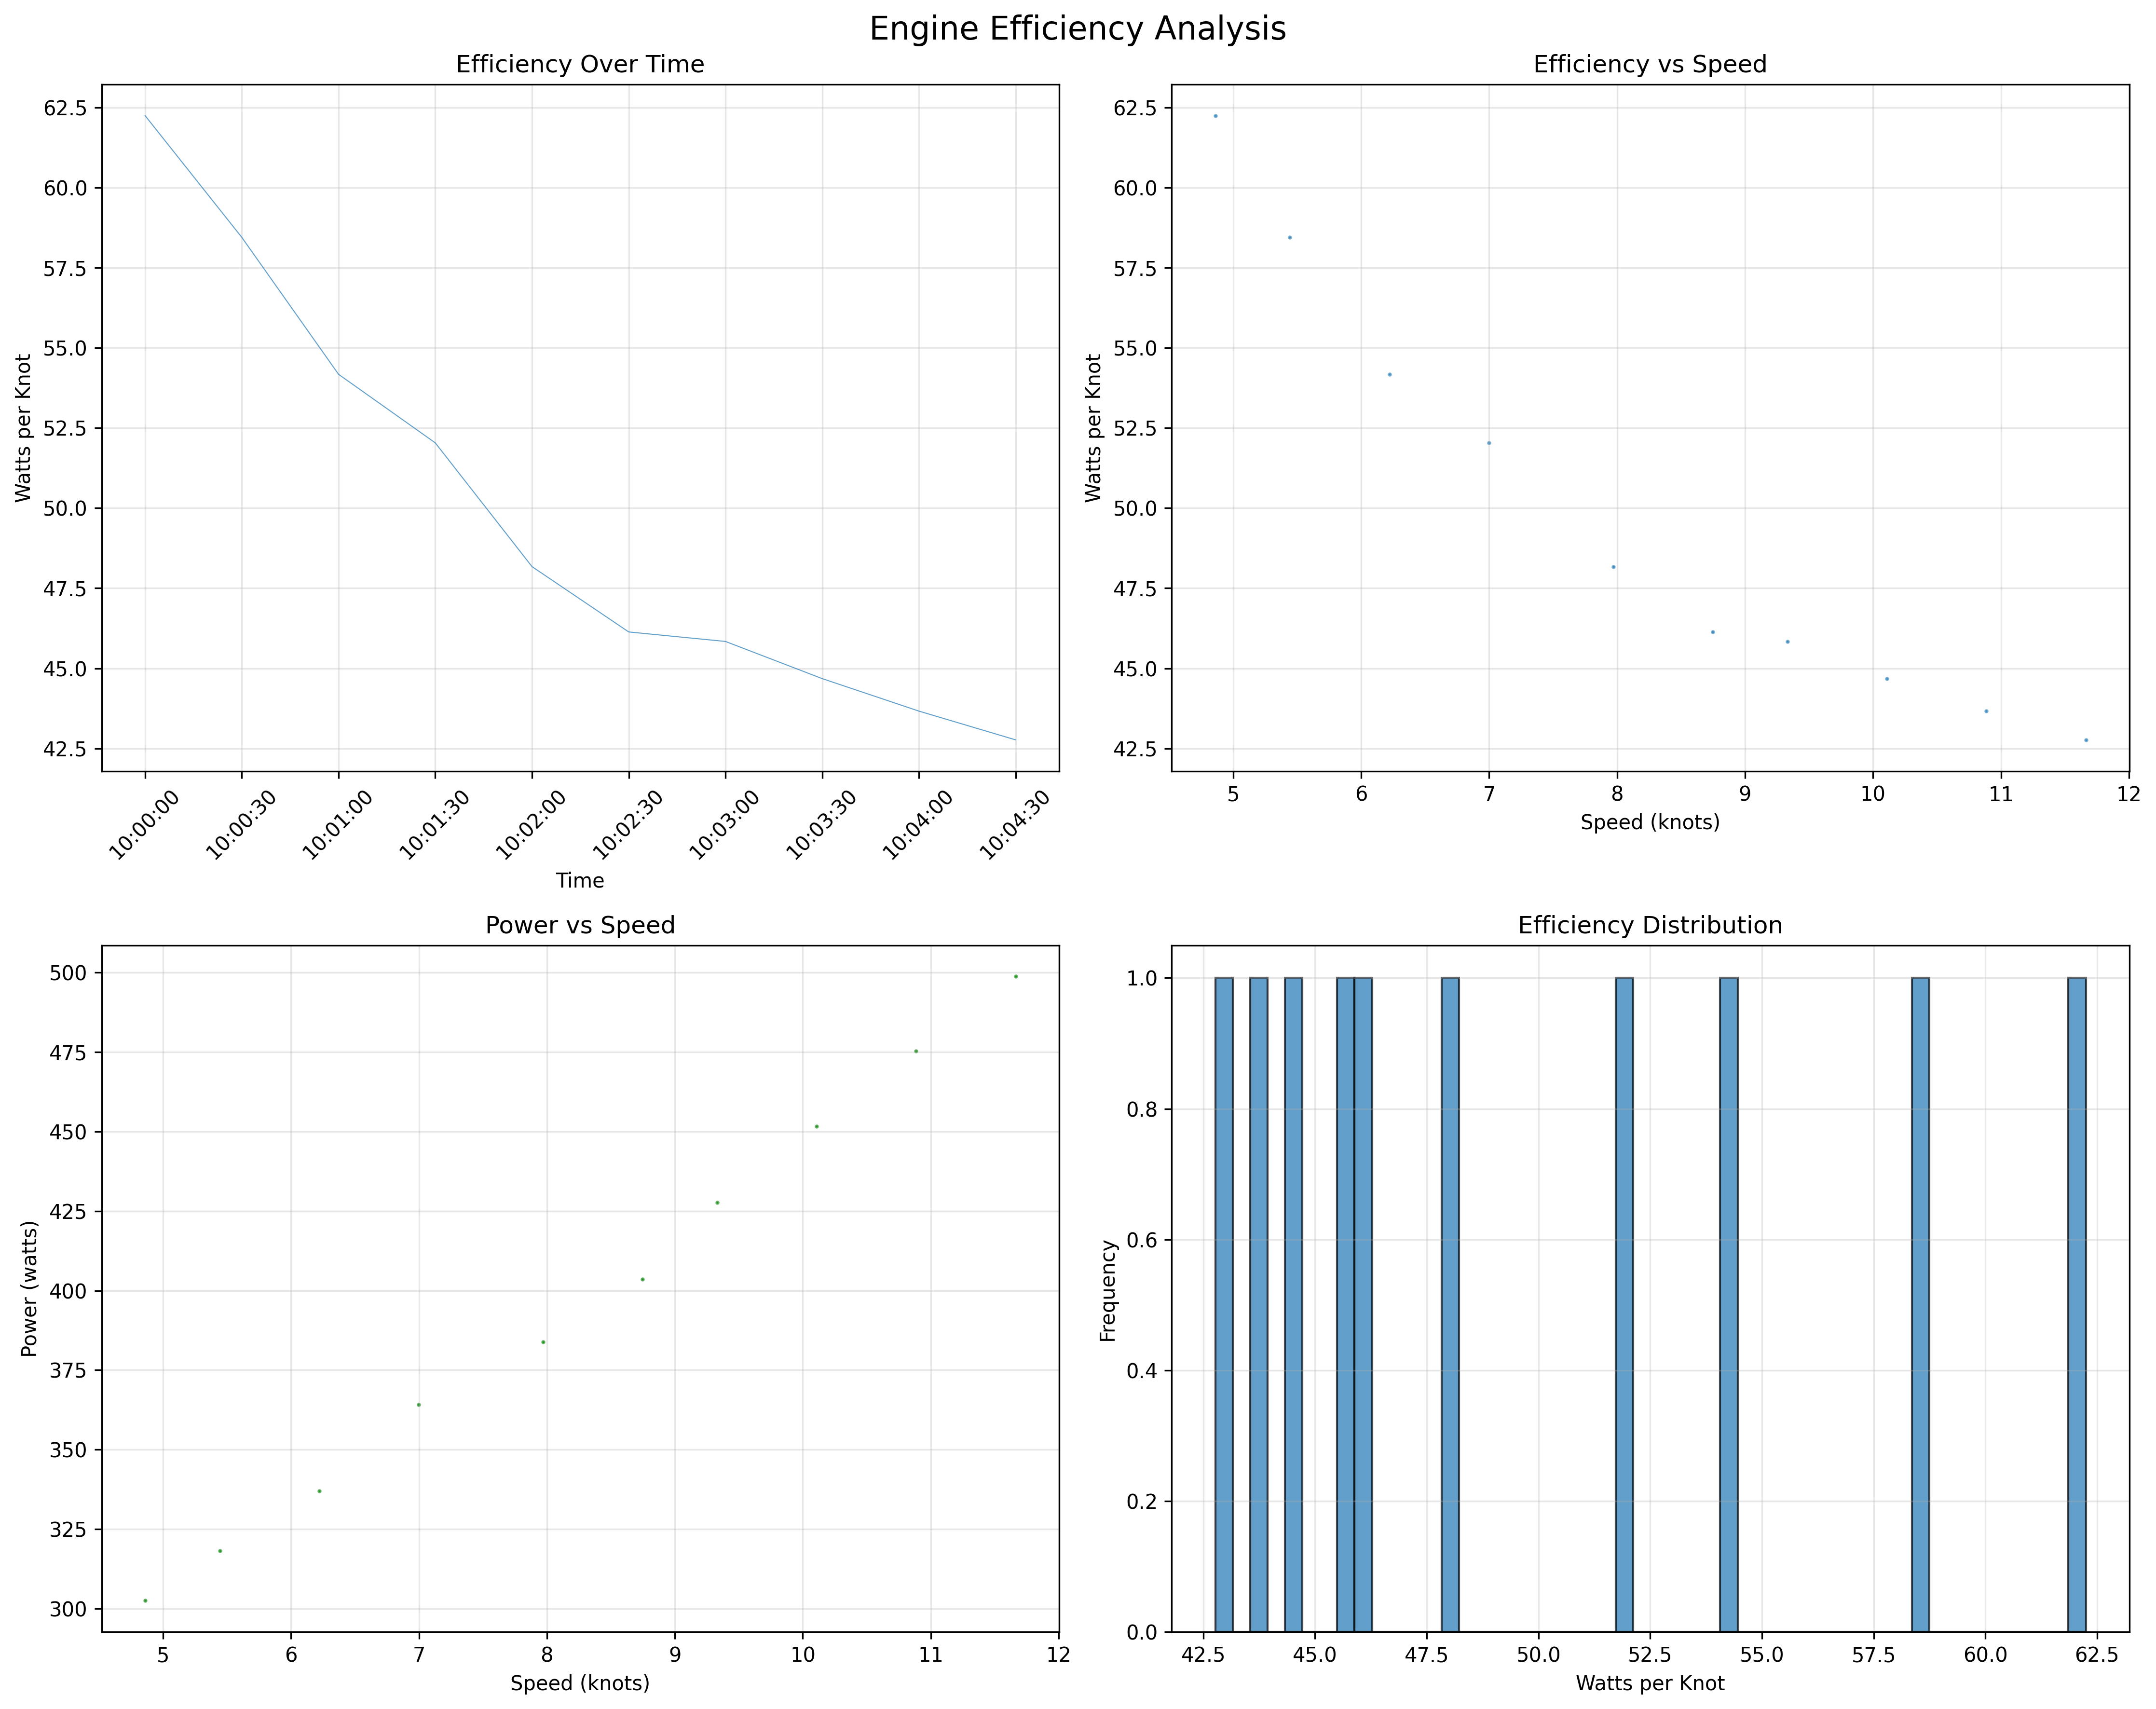 Engine Efficiency Analysis
Efficiency Over Time
Watts per Knot
62.5
60.0
57.5
55.0
52.5
50.0
47.5
45.0
42.5
10:00:00
10:00:30
10:01:00
10:01:30
10:02:00
10:02:30
10:03:00
10:03:30
10:04:00
10:04:30
Time
Efficiency vs Speed
Watts per Knot
62.5
60.0
57.5
55.0
52.5
50.0
47.5
45.0
42.5
5 6 7 8 9 10 11 12
Speed (knots)
Power vs Speed
Power (watts)
500
475
450
425
400
375
350
325
300
5 6 7 8 9 10 11 12
Speed (knots)
Efficiency Distribution
Frequency
1.0
0.8
0.6
0.4
0.2
0.0
42.5 45.0 47.5 50.0 52.5 55.0 57.5 60.0 62.5
Watts per Knot